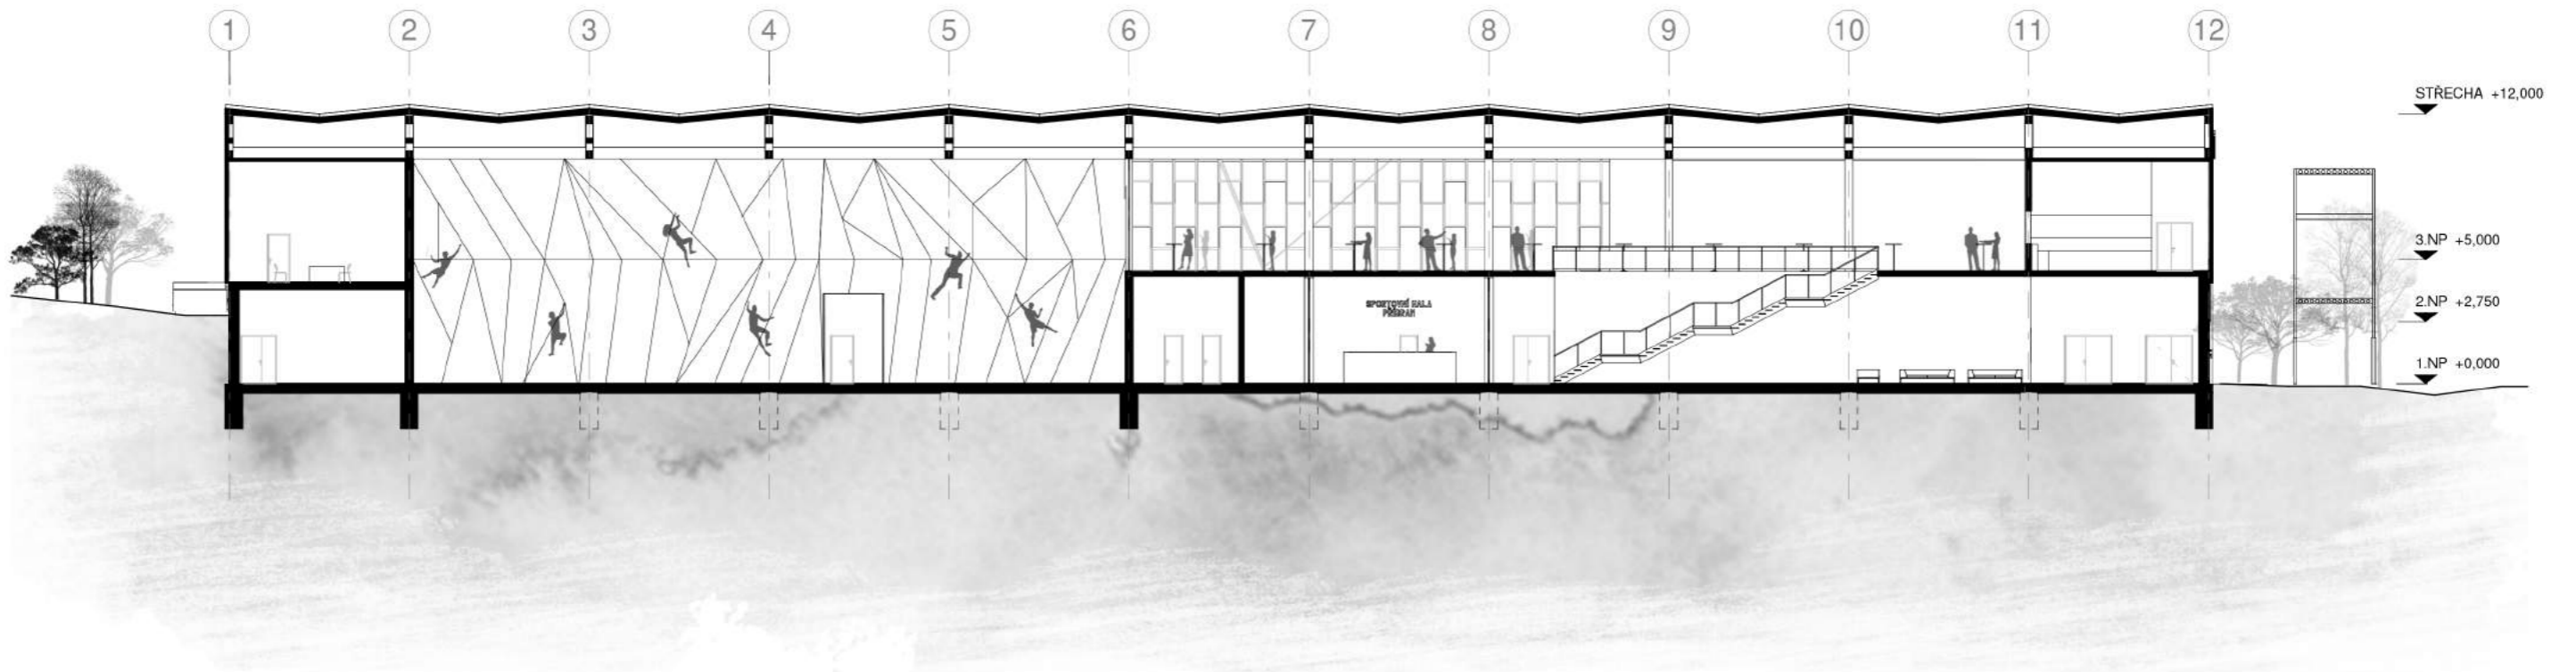 1 2 3 4 5 6 7 8 9 10 11 12
STŘECHA +12,000
3.NP +5,000
2.NP +2,750
SPORTOVNÍ HALA
PŘÍBRAM
1.NP +0,000